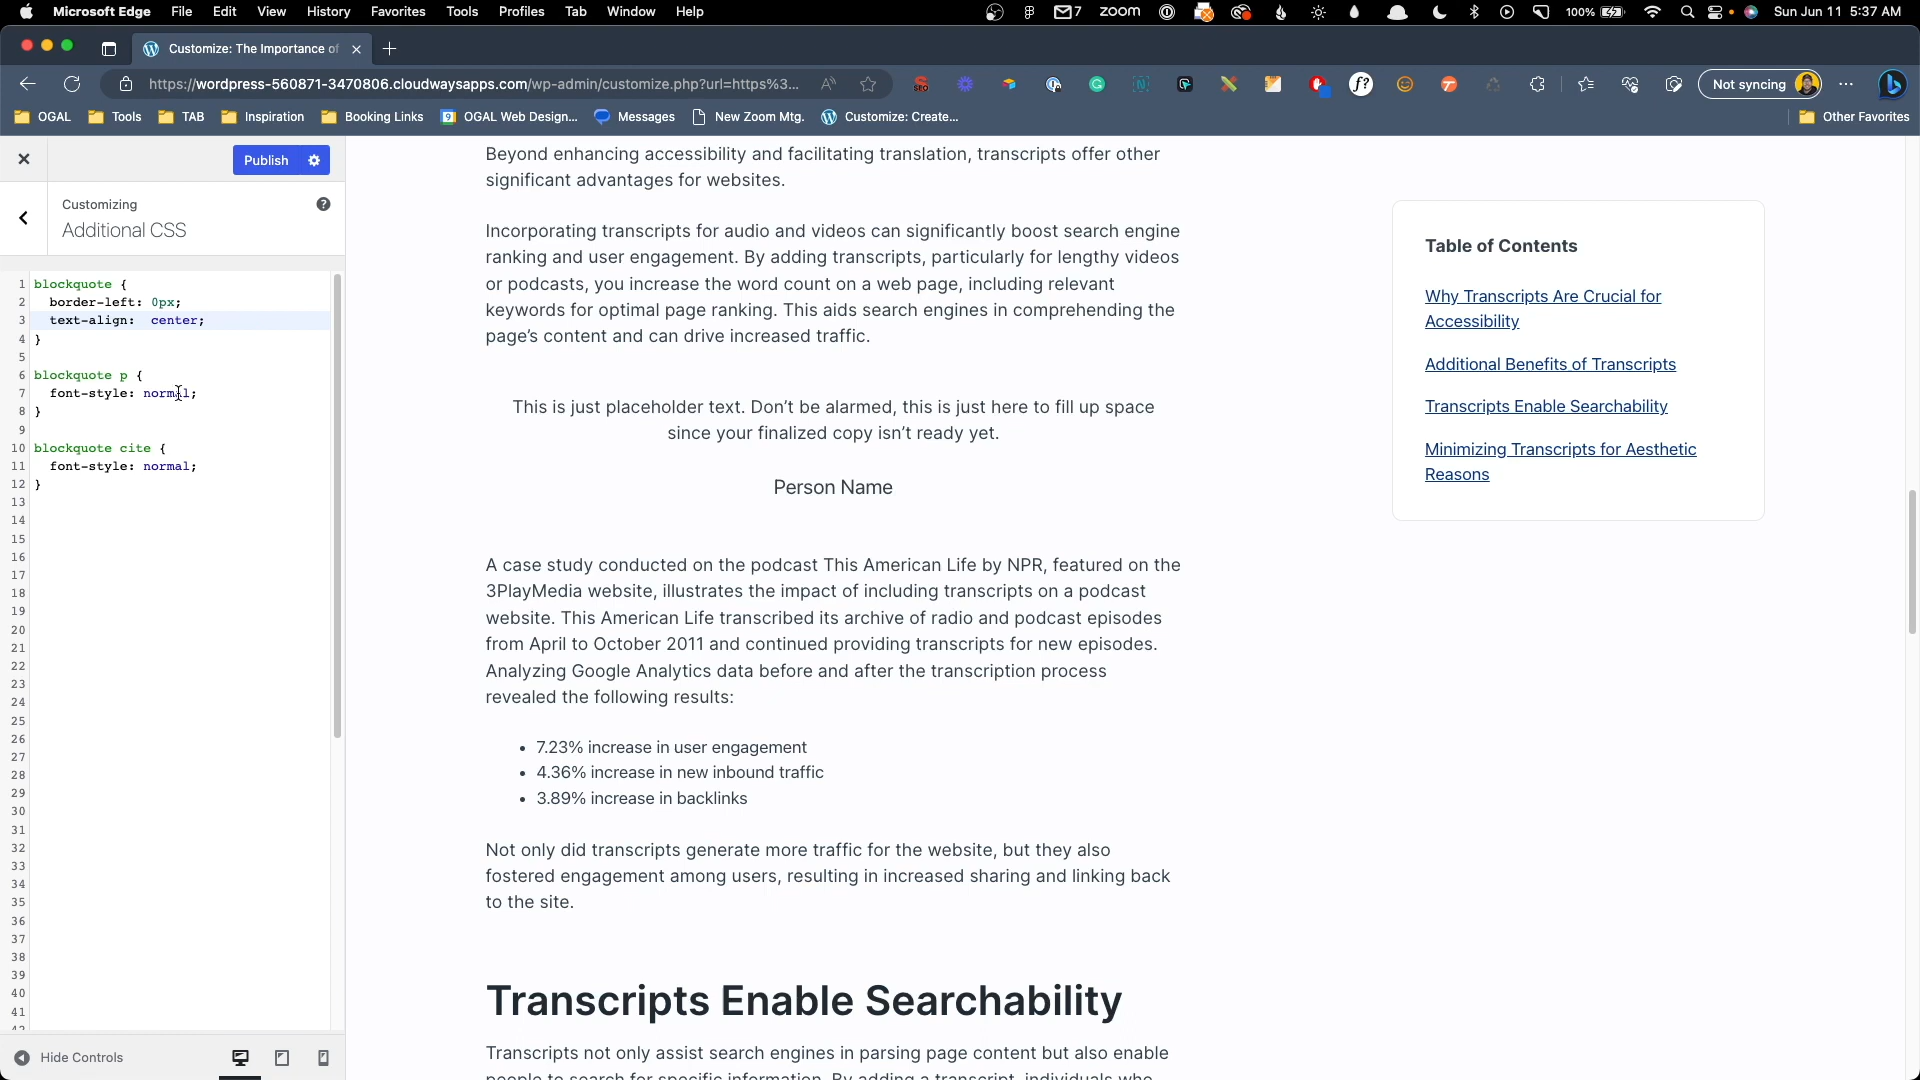 Microsoft Edge File Edit View History Favorites Tools Profiles Tab Window Help 7 zoom 100% Sun Jun 11 5:37 AM
Customize: The Importance of
https://wordpress-560871-3470806.cloudwaysapps.com/wp-admin/customize.php?url=https%3... Not syncing
OGAL Tools TAB Inspiration Booking Links OGAL Web Design... Messages New Zoom Mtg. Customize: Create... Other Favorites
Publish
Customizing
Additional CSS
1 blockquote {
2 border-left: 0px;
3 text-align:  center;
4 }
5
6 blockquote p {
7 font-style: normal;
8 }
9
10 blockquote cite {
11 font-style: normal;
12 }
13
14
15
16
17
18
19
20
21
22
23
24
25
26
27
28
29
30
31
32
33
34
35
36
37
38
39
40
41
42
Hide Controls
Beyond enhancing accessibility and facilitating translation, transcripts offer other
significant advantages for websites.
Incorporating transcripts for audio and videos can significantly boost search engine
ranking and user engagement. By adding transcripts, particularly for lengthy videos
or podcasts, you increase the word count on a web page, including relevant
keywords for optimal page ranking. This aids search engines in comprehending the
page's content and can drive increased traffic.
This is just placeholder text. Don't be alarmed, this is just here to fill up space
since your finalized copy isn't ready yet.
Person Name
A case study conducted on the podcast This American Life by NPR, featured on the
3PlayMedia website, illustrates the impact of including transcripts on a podcast
website. This American Life transcribed its archive of radio and podcast episodes
from April to October 2011 and continued providing transcripts for new episodes.
Analyzing Google Analytics data before and after the transcription process
revealed the following results:
• 7.23% increase in user engagement
• 4.36% increase in new inbound traffic
• 3.89% increase in backlinks
Not only did transcripts generate more traffic for the website, but they also
fostered engagement among users, resulting in increased sharing and linking back
to the site.
Transcripts Enable Searchability
Transcripts not only assist search engines in parsing page content but also enable
people to search for specific information. By adding a transcript, individuals who
Table of Contents
Why Transcripts Are Crucial for
Accessibility
Additional Benefits of Transcripts
Transcripts Enable Searchability
Minimizing Transcripts for Aesthetic
Reasons